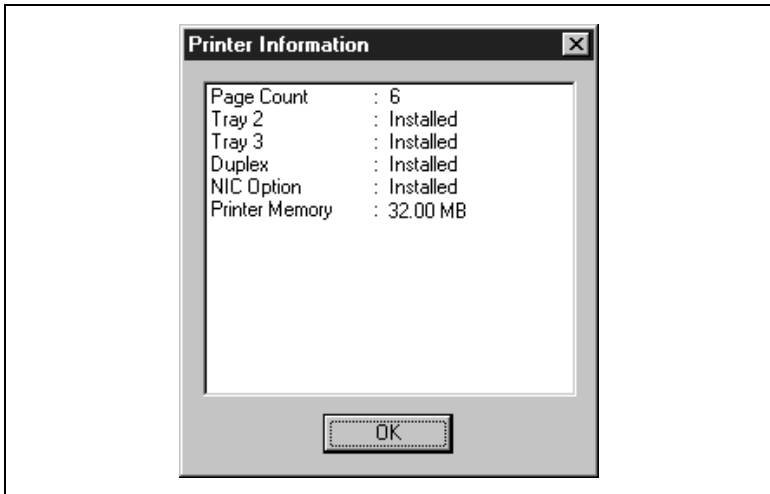 Printer Information
Page Count : 6
Tray 2 : Installed
Tray 3 : Installed
Duplex : Installed
NIC Option : Installed
Printer Memory : 32.00 MB
OK